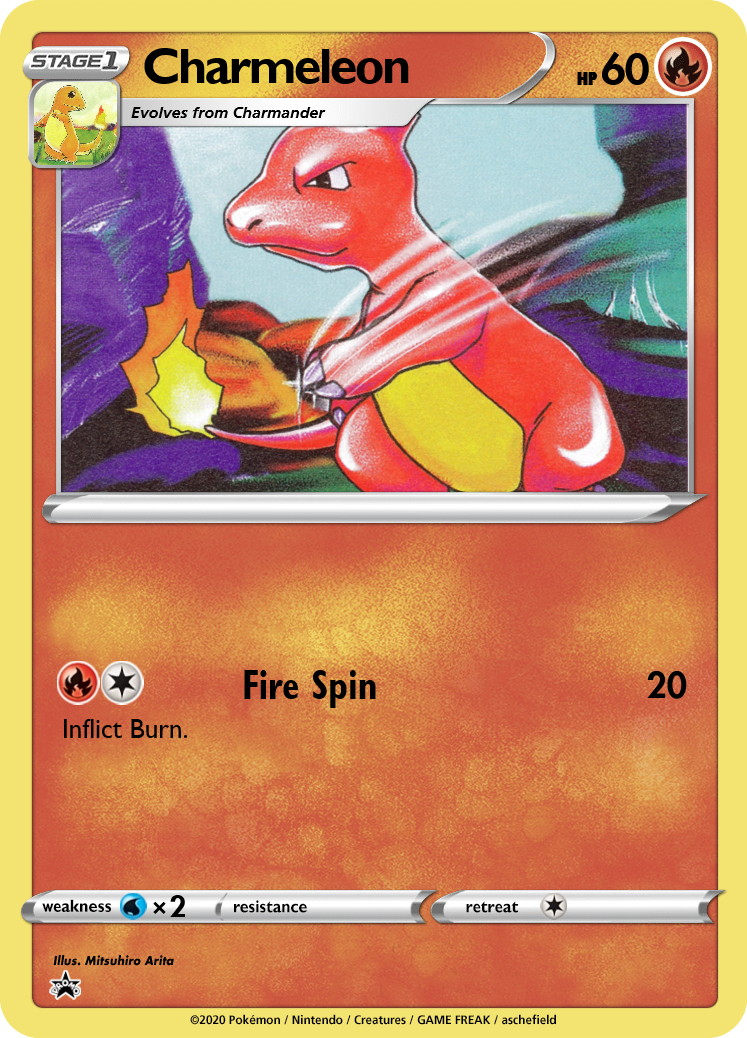 STAGE1
Charmeleon
HP 60
Evolves from Charmander
Fire Spin 20
Inflict Burn.
weakness ×2 resistance retreat
Illus. Mitsuhiro Arita
PROMO
©2020 Pokémon / Nintendo / Creatures / GAME FREAK / aschefield